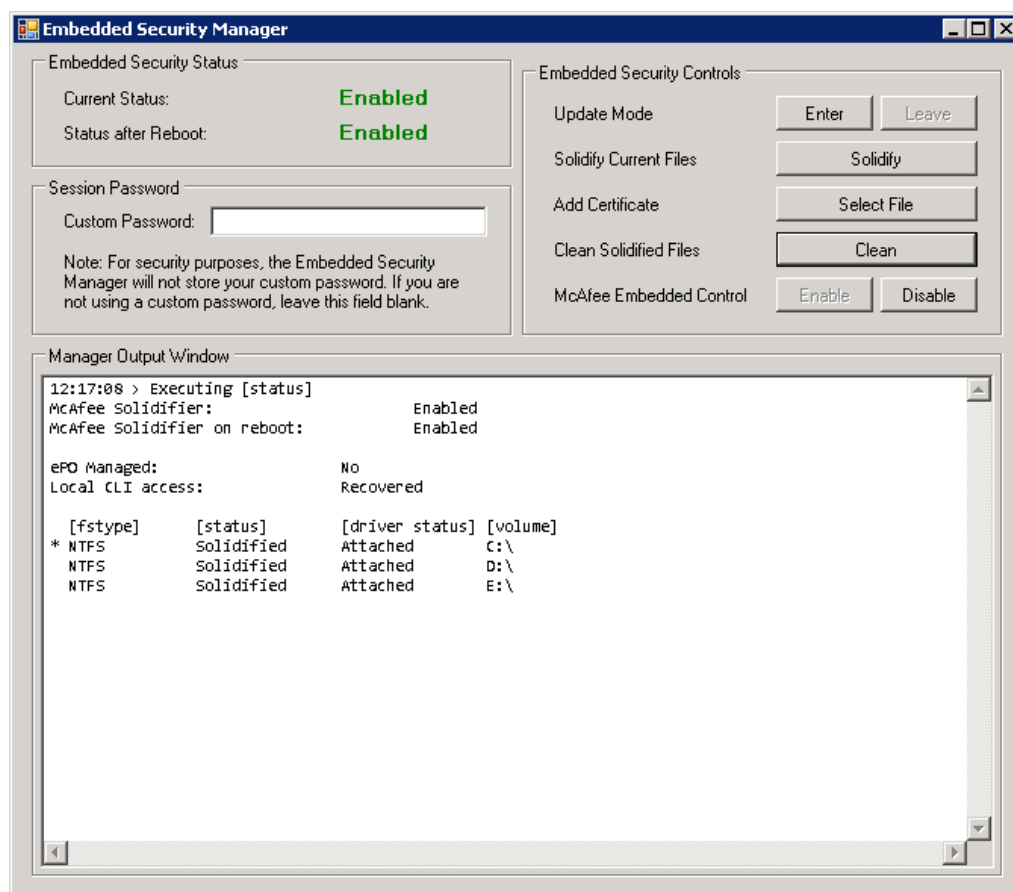 Embedded Security Manager
Embedded Security Status
Current Status: Enabled
Status after Reboot: Enabled
Session Password
Custom Password:
Note: For security purposes, the Embedded Security
Manager will not store your custom password. If you are
not using a custom password, leave this field blank.
Embedded Security Controls
Update Mode Enter Leave
Solidify Current Files Solidify
Add Certificate Select File
Clean Solidified Files Clean
McAfee Embedded Control Enable Disable
Manager Output Window
12:17:08 > Executing [status]
McAfee Solidifier: Enabled
McAfee Solidifier on reboot: Enabled
ePO Managed: No
Local CLI access: Recovered
[fstype] [status] [driver status] [volume]
* NTFS Solidified Attached C:\
NTFS Solidified Attached D:\
NTFS Solidified Attached E:\